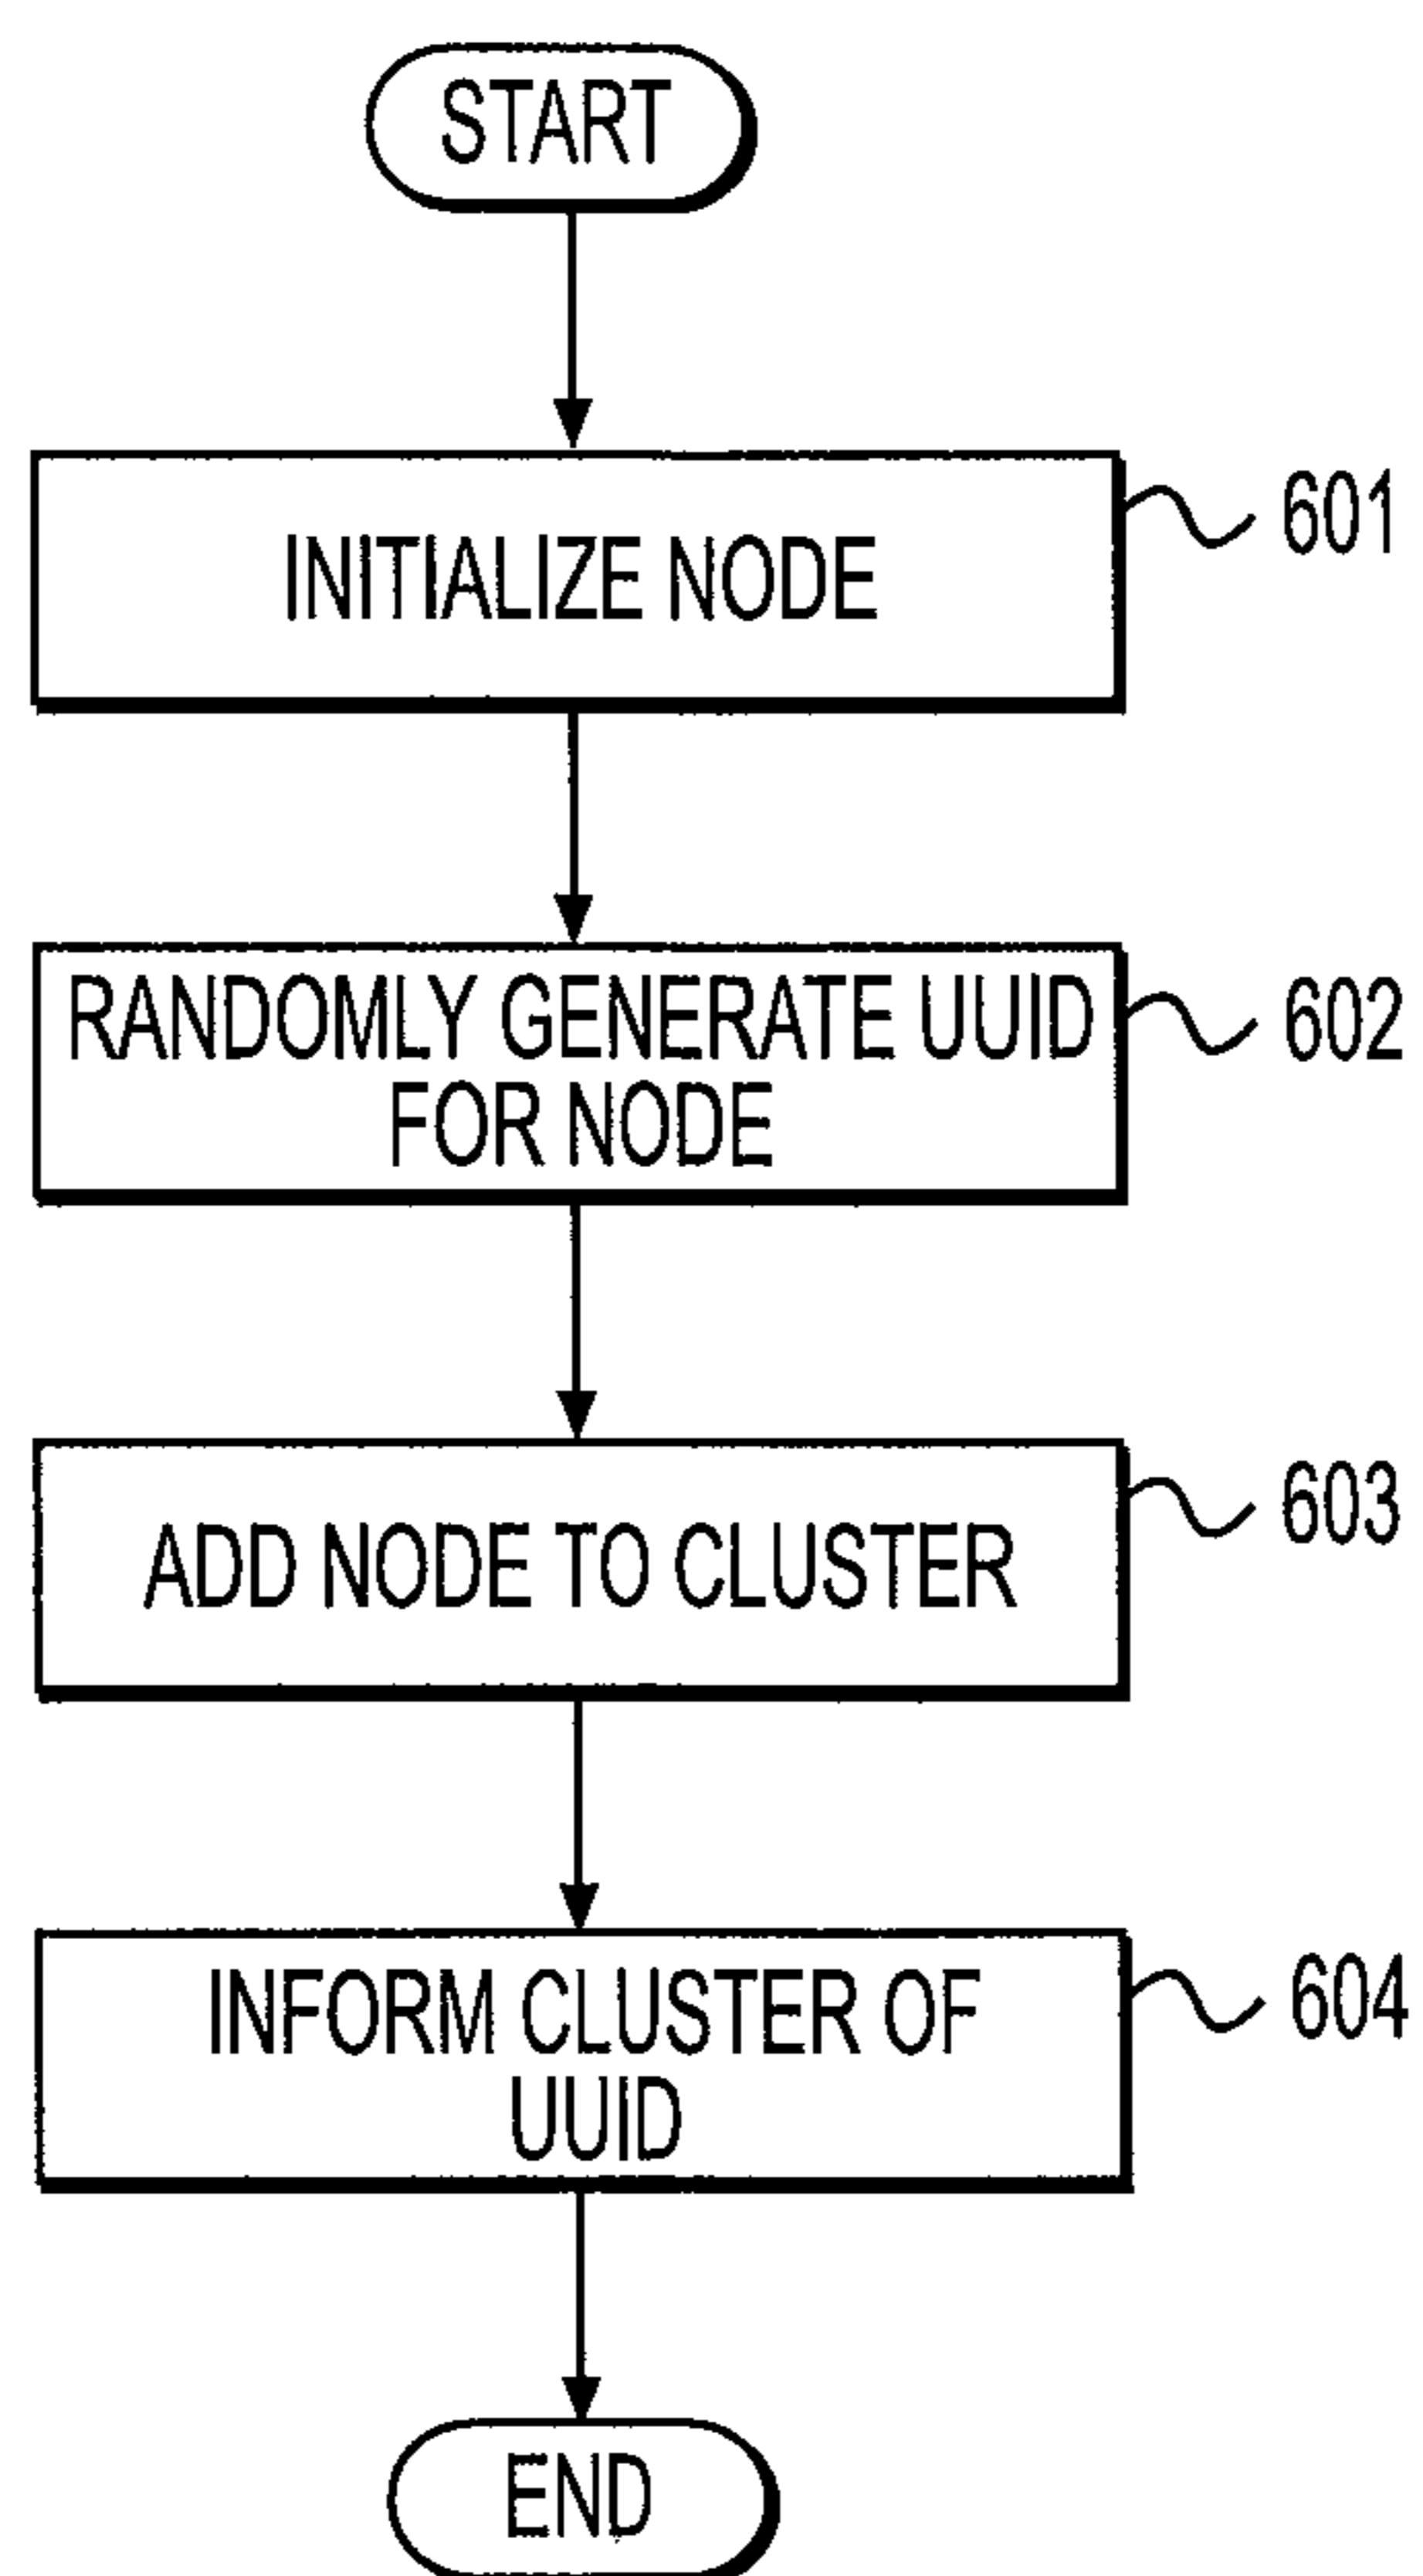 START
INITIALIZE NODE
601
RANDOMLY GENERATE UUID
FOR NODE
602
ADD NODE TO CLUSTER
603
INFORM CLUSTER OF
UUID
604
END